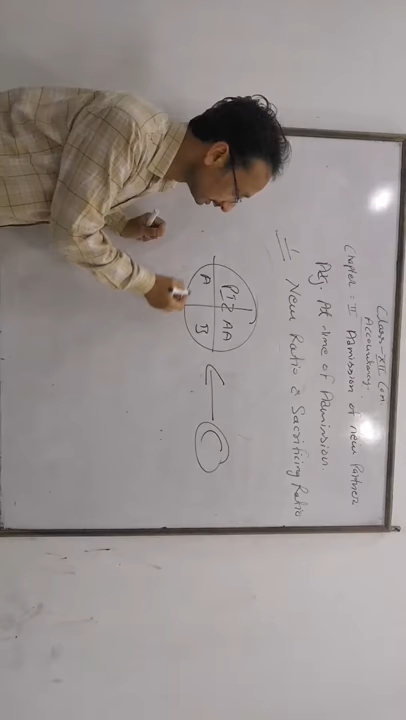 Class-XII Com.
Accountancy.
Chapter : II Admission of new Partner
Adj. At time of Admission.
1. New Ratio & Sacrificing Ratio
A B
C